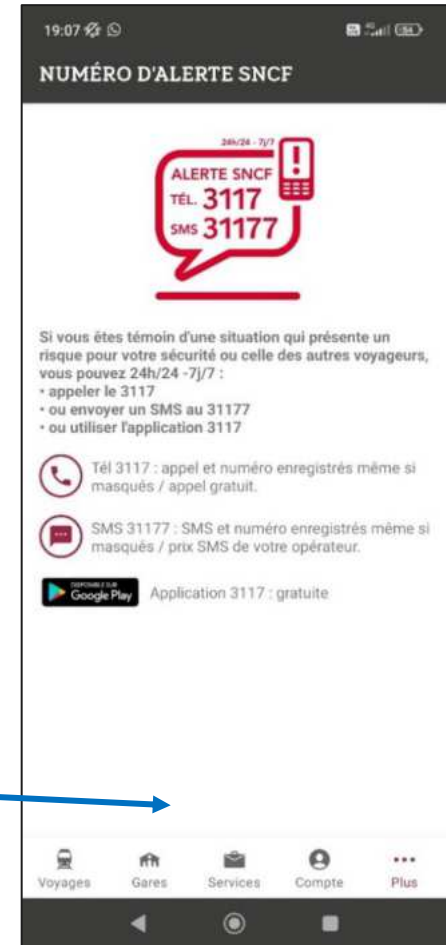 19:07
NUMÉRO D'ALERTE SNCF
24h/24 - 7j/7
ALERTE SNCF
TÉL. 3117
SMS 31177
Si vous êtes témoin d'une situation qui présente un
risque pour votre sécurité ou celle des autres voyageurs,
vous pouvez 24h/24 -7j/7 :
• appeler le 3117
• ou envoyer un SMS au 31177
• ou utiliser l'application 3117
Tél 3117 : appel et numéro enregistrés même si
masqués / appel gratuit.
SMS 31177 : SMS et numéro enregistrés même si
masqués / prix SMS de votre opérateur.
DISPONIBLE SUR
Google Play
Application 3117 : gratuite
Voyages Gares Services Compte Plus